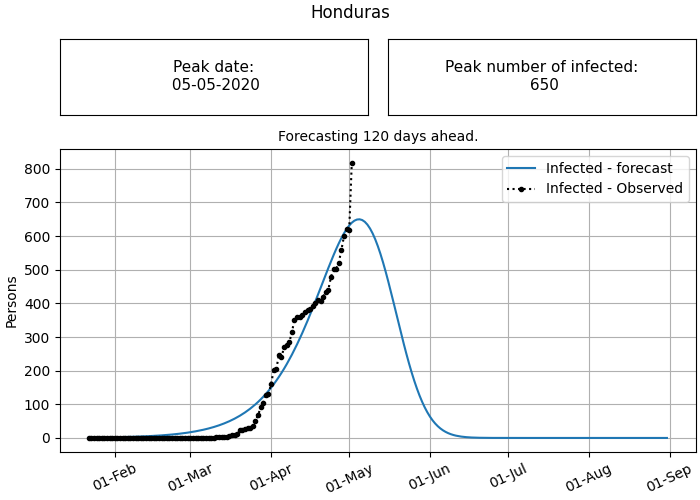 Honduras
Peak date:
05-05-2020
Peak number of infected:
650
Forecasting 120 days ahead.
Infected - forecast
Infected - Observed
Persons
800
700
600
500
400
300
200
100
0
01-Feb
01-Mar
01-Apr
01-May
01-Jun
01-Jul
01-Aug
01-Sep